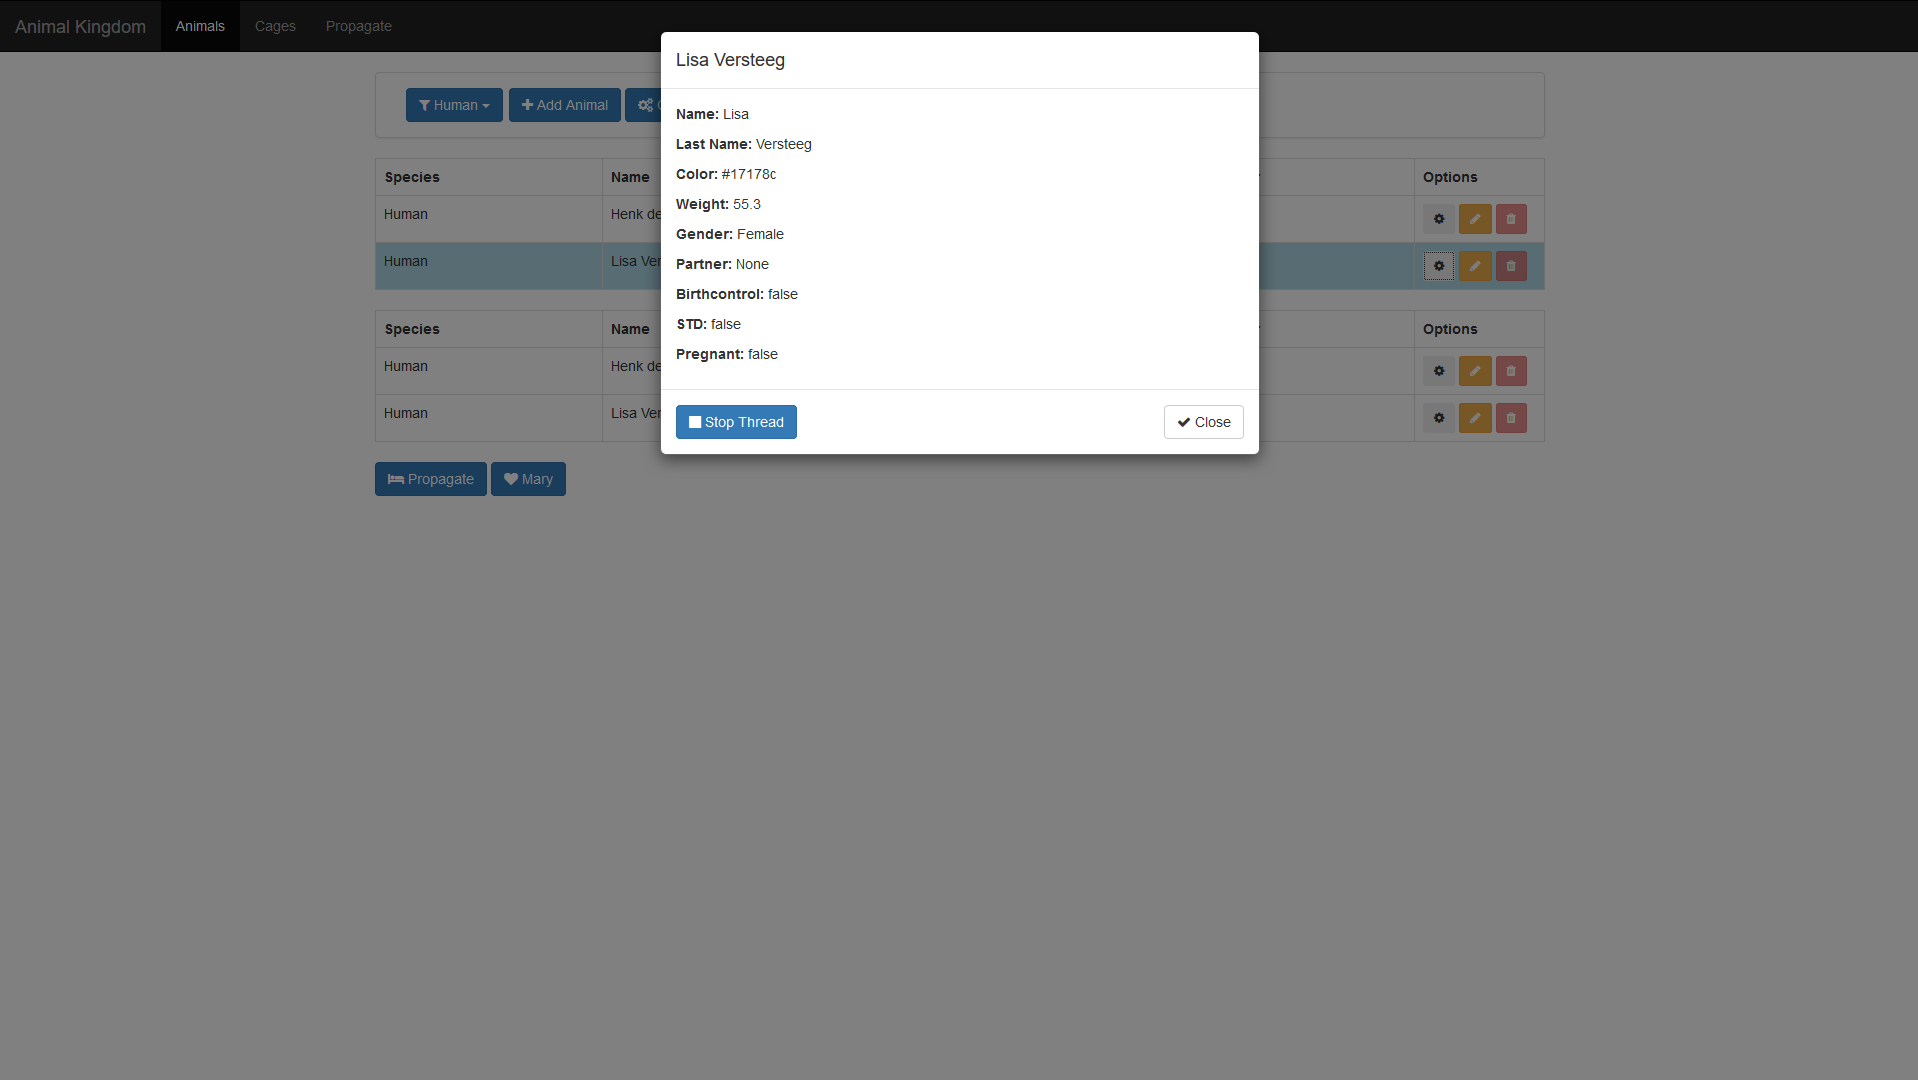 Animal Kingdom Animals Cages Propagate
Lisa Versteeg
Human + Add Animal
Name: Lisa
Last Name: Versteeg
Color: #17178c
Weight: 55.3
Gender: Female
Partner: None
Birthcontrol: false
STD: false
Pregnant: false
Stop Thread Close
Species Name Options
Human Henk de
Human Lisa Ver
Species Name Options
Human Henk de
Human Lisa Ver
Propagate Mary